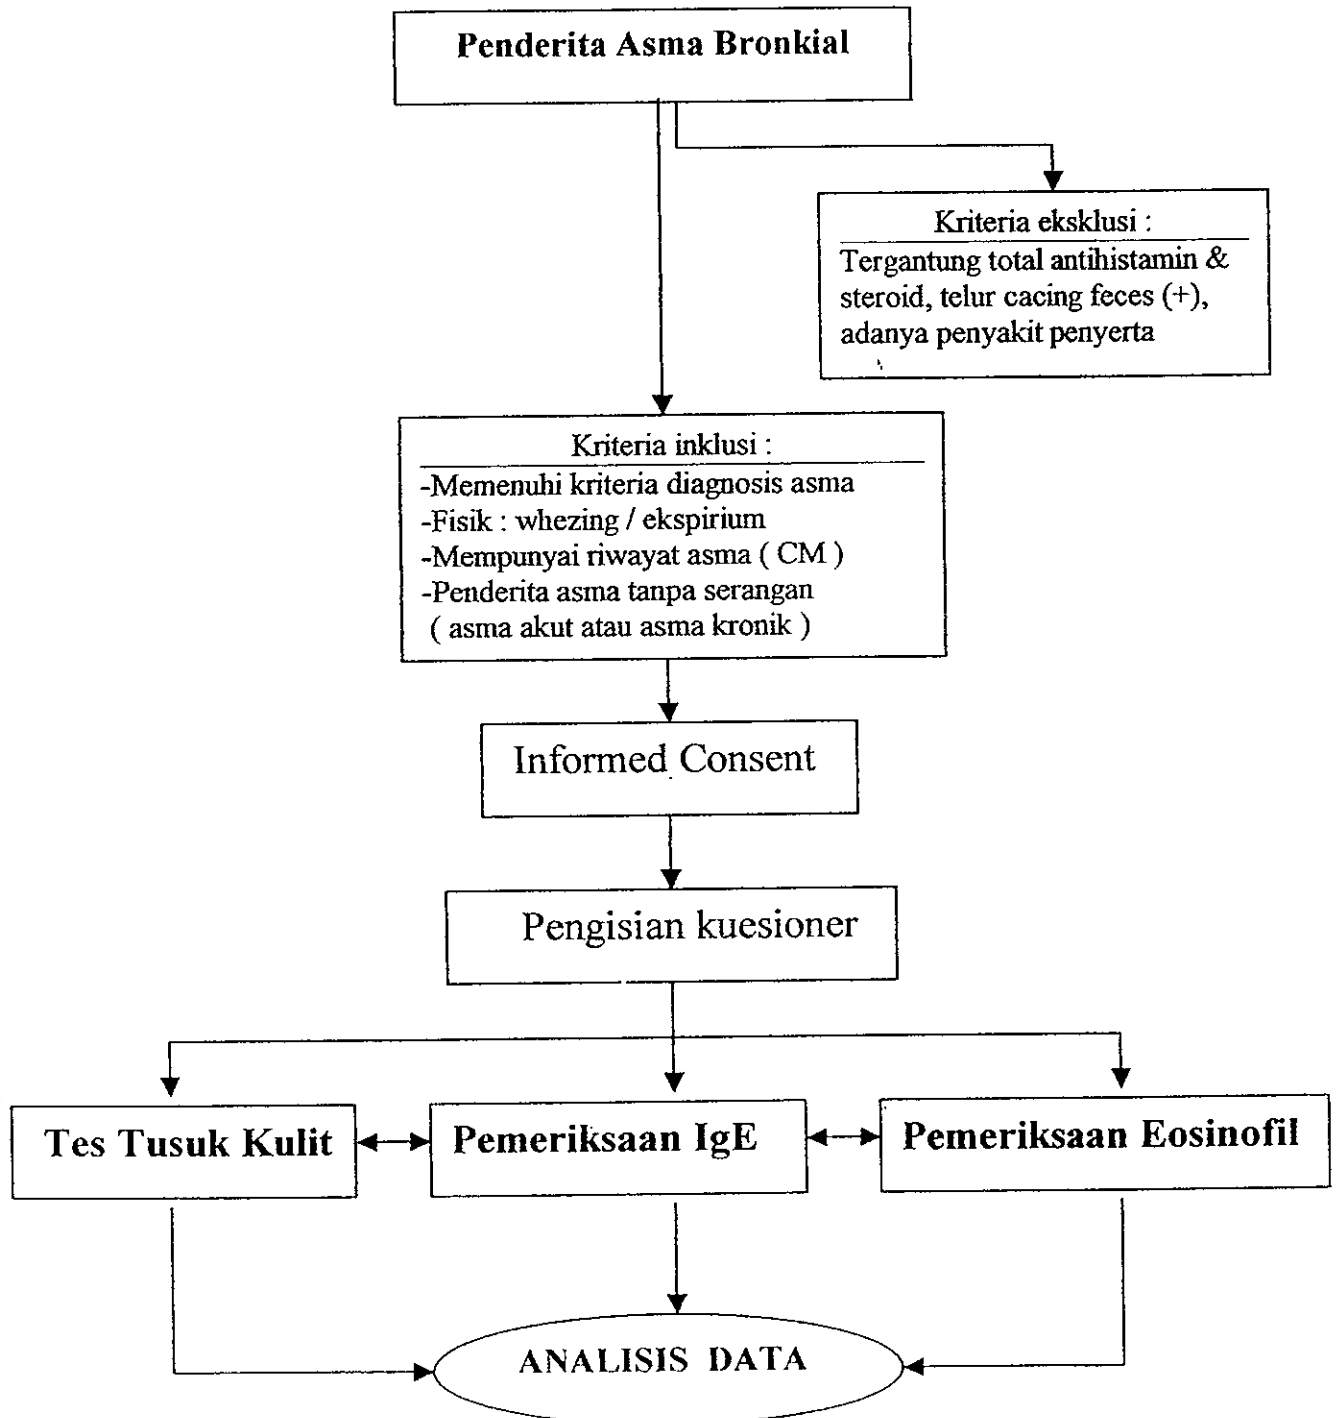 Penderita Asma Bronkial
Kriteria eksklusi :
Tergantung total antihistamin &
steroid, telur cacing feces (+),
adanya penyakit penyerta
Kriteria inklusi :
-Memenuhi kriteria diagnosis asma
-Fisik : whezing / ekspirium
-Mempunyai riwayat asma ( CM )
-Penderita asma tanpa serangan
( asma akut atau asma kronik )
Informed Consent
Pengisian kuesioner
Tes Tusuk Kulit
Pemeriksaan IgE
Pemeriksaan Eosinofil
ANALISIS DATA